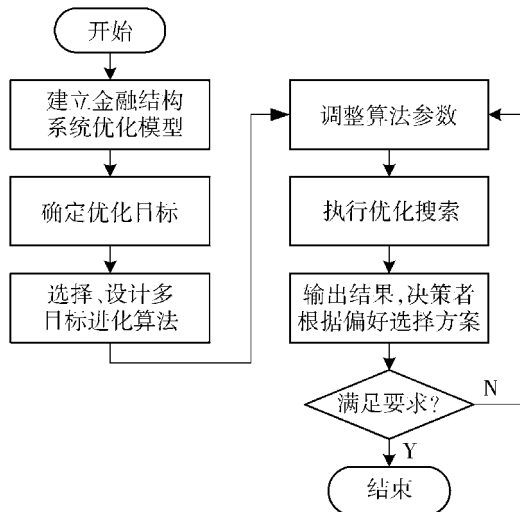 开始
建立金融结构
系统优化模型
确定优化目标
选择、设计多
目标进化算法
调整算法参数
执行优化搜索
输出结果,决策者
根据偏好选择方案
满足要求?
N
Y
结束